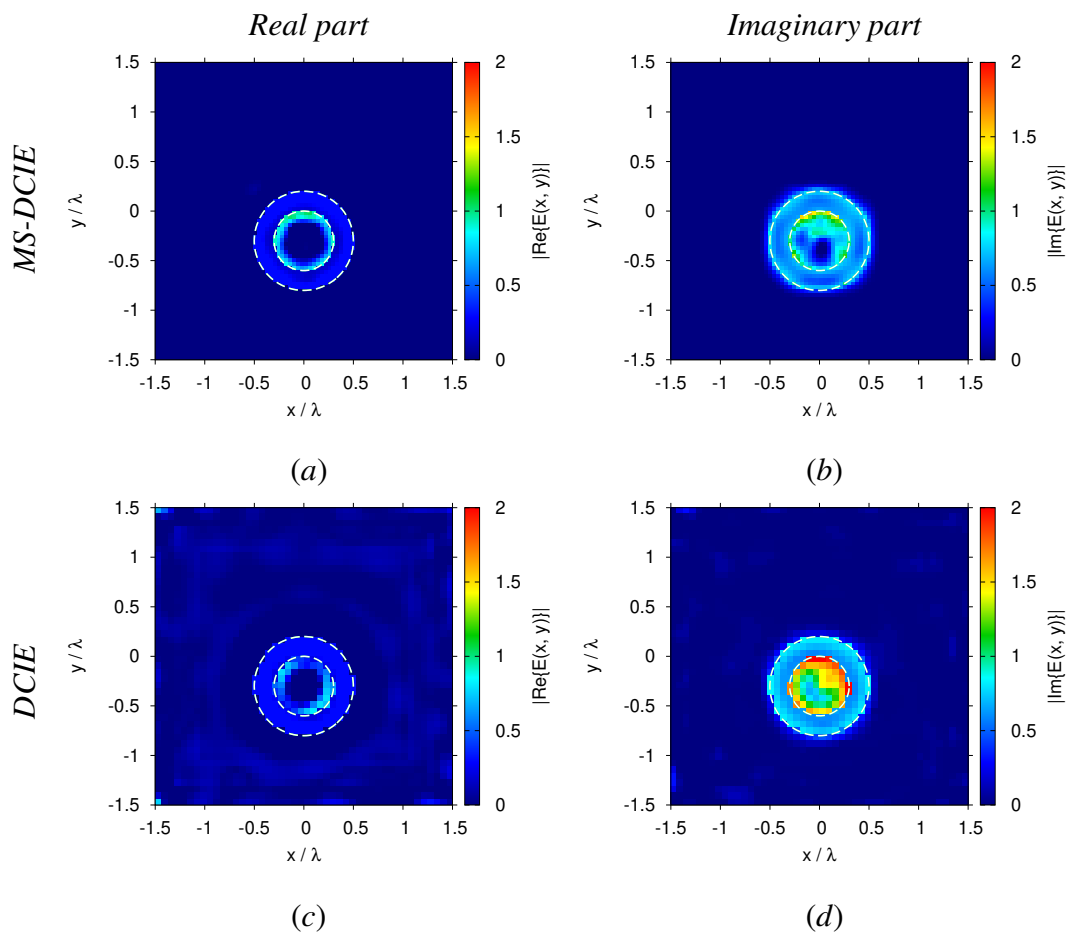 Real part
Imaginary part
MS-DCIE
1.5
1
0.5
0
-0.5
-1
-1.5
y / λ
-1.5 -1 -0.5 0 0.5 1 1.5
x / λ
2
1.5
1
0.5
0
|Re{E(x, y)}|
(a)
1.5
1
0.5
0
-0.5
-1
-1.5
y / λ
-1.5 -1 -0.5 0 0.5 1 1.5
x / λ
2
1.5
1
0.5
0
|Im{E(x, y)}|
(b)
DCIE
1.5
1
0.5
0
-0.5
-1
-1.5
y / λ
-1.5 -1 -0.5 0 0.5 1 1.5
x / λ
2
1.5
1
0.5
0
|Re{E(x, y)}|
(c)
1.5
1
0.5
0
-0.5
-1
-1.5
y / λ
-1.5 -1 -0.5 0 0.5 1 1.5
x / λ
2
1.5
1
0.5
0
|Im{E(x, y)}|
(d)